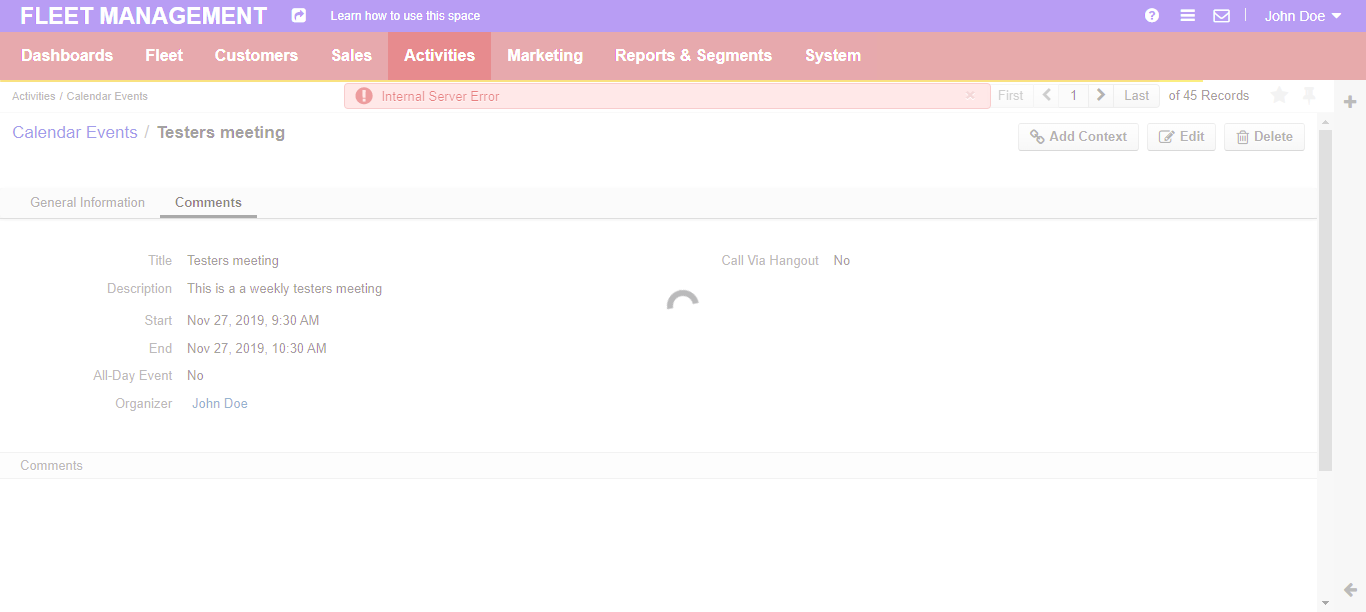 FLEET MANAGEMENT Learn how to use this space John Doe
Dashboards Fleet Customers Sales Activities Marketing Reports & Segments System
Activities / Calendar Events Internal Server Error × First 1 Last of 45 Records
Calendar Events / Testers meeting Add Context Edit Delete
General Information Comments
Title Testers meeting Call Via Hangout No
Description This is a a weekly testers meeting
Start Nov 27, 2019, 9:30 AM
End Nov 27, 2019, 10:30 AM
All-Day Event No
Organizer John Doe
Comments